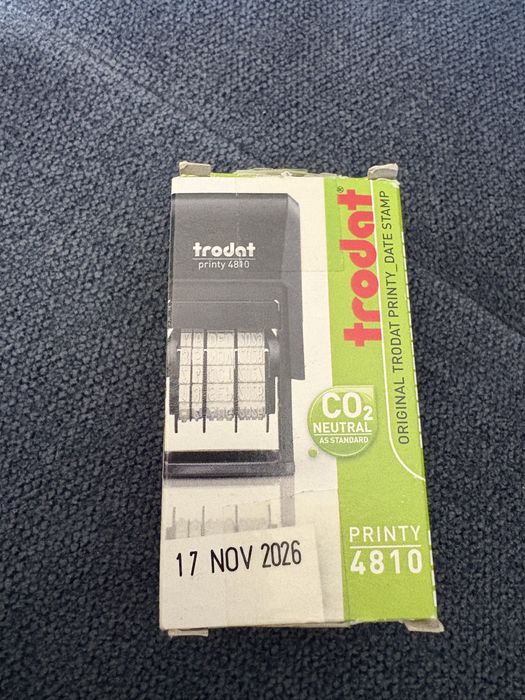 trodat
printy 4810
17 NOV 2026
trodat®
ORIGINAL TRODAT PRINTY_DATE STAMP
CO2
NEUTRAL
AS STANDARD
PRINTY
4810